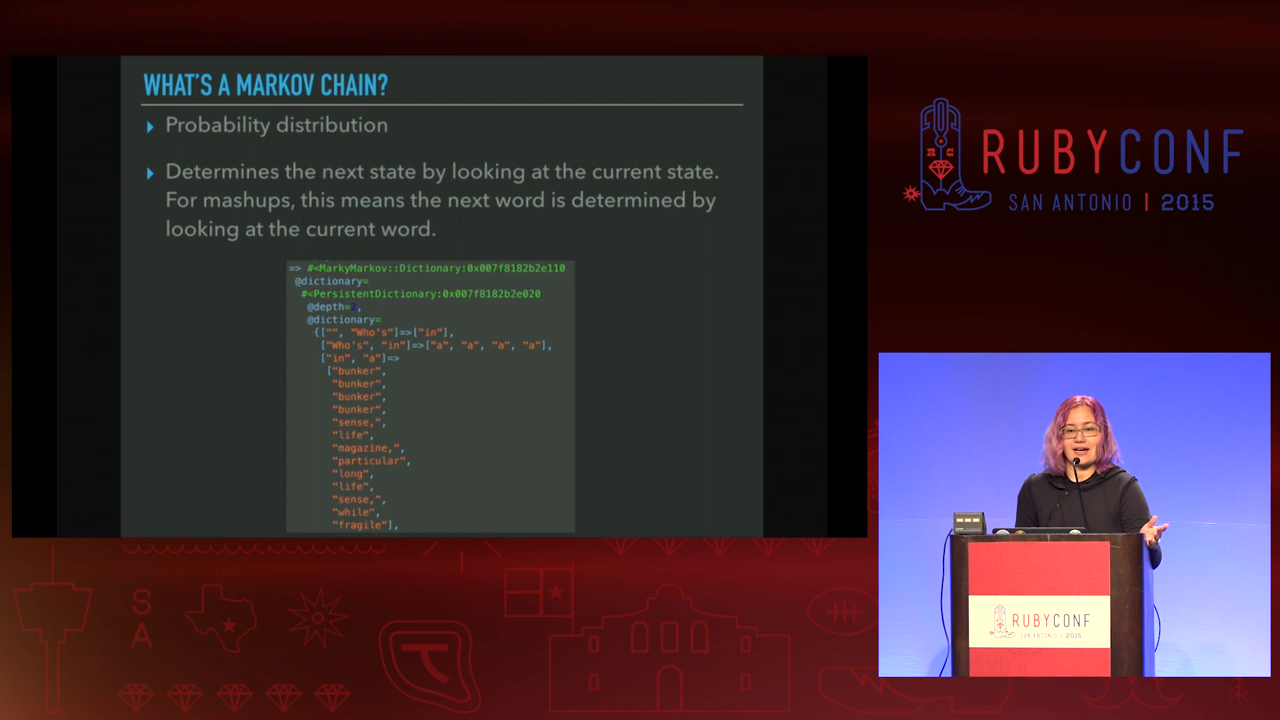 WHAT'S A MARKOV CHAIN?
Probability distribution
Determines the next state by looking at the current state.
For mashups, this means the next word is determined by
looking at the current word.
=> #<MarkyMarkov::Dictionary:0x007f8182b2e110
@dictionary=
#<PersistentDictionary:0x007f8182b2e020
@depth=2,
@dictionary=
{["", "Who's"]=>["in"],
["Who's", "in"]=>["a", "a", "a", "a"],
["in", "a"]=>
["bunker",
"bunker",
"bunker",
"bunker",
"sense,",
"life",
"magazine,",
"particular",
"long",
"life",
"sense,",
"while",
"fragile"],
RUBYCONF
SAN ANTONIO | 2015
RUBYCONF
SAN ANTONIO | 2015
S
A